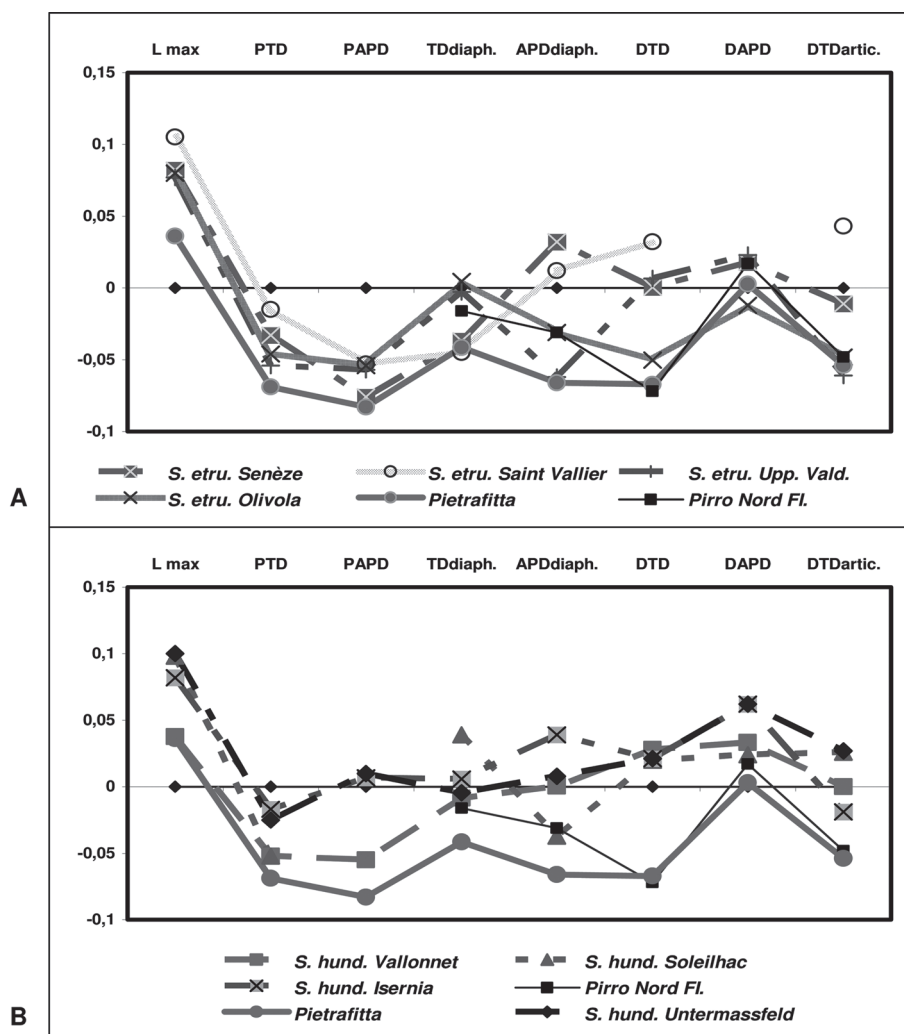 L max PTD PAPD TDdiaph. APDdiaph. DTD DAPD DTDartic.
0,15
0,1
0,05
0
-0,05
-0,1
S. etru. Senèze S. etru. Saint Vallier S. etru. Upp. Vald.
A S. etru. Olivola Pietrafitta Pirro Nord Fl.
L max PTD PAPD TDdiaph. APDdiaph. DTD DAPD DTDartic.
0,15
0,1
0,05
0
-0,05
-0,1
S. hund. Vallonnet S. hund. Soleilhac
S. hund. Isernia Pirro Nord Fl.
B Pietrafitta S. hund. Untermassfeld